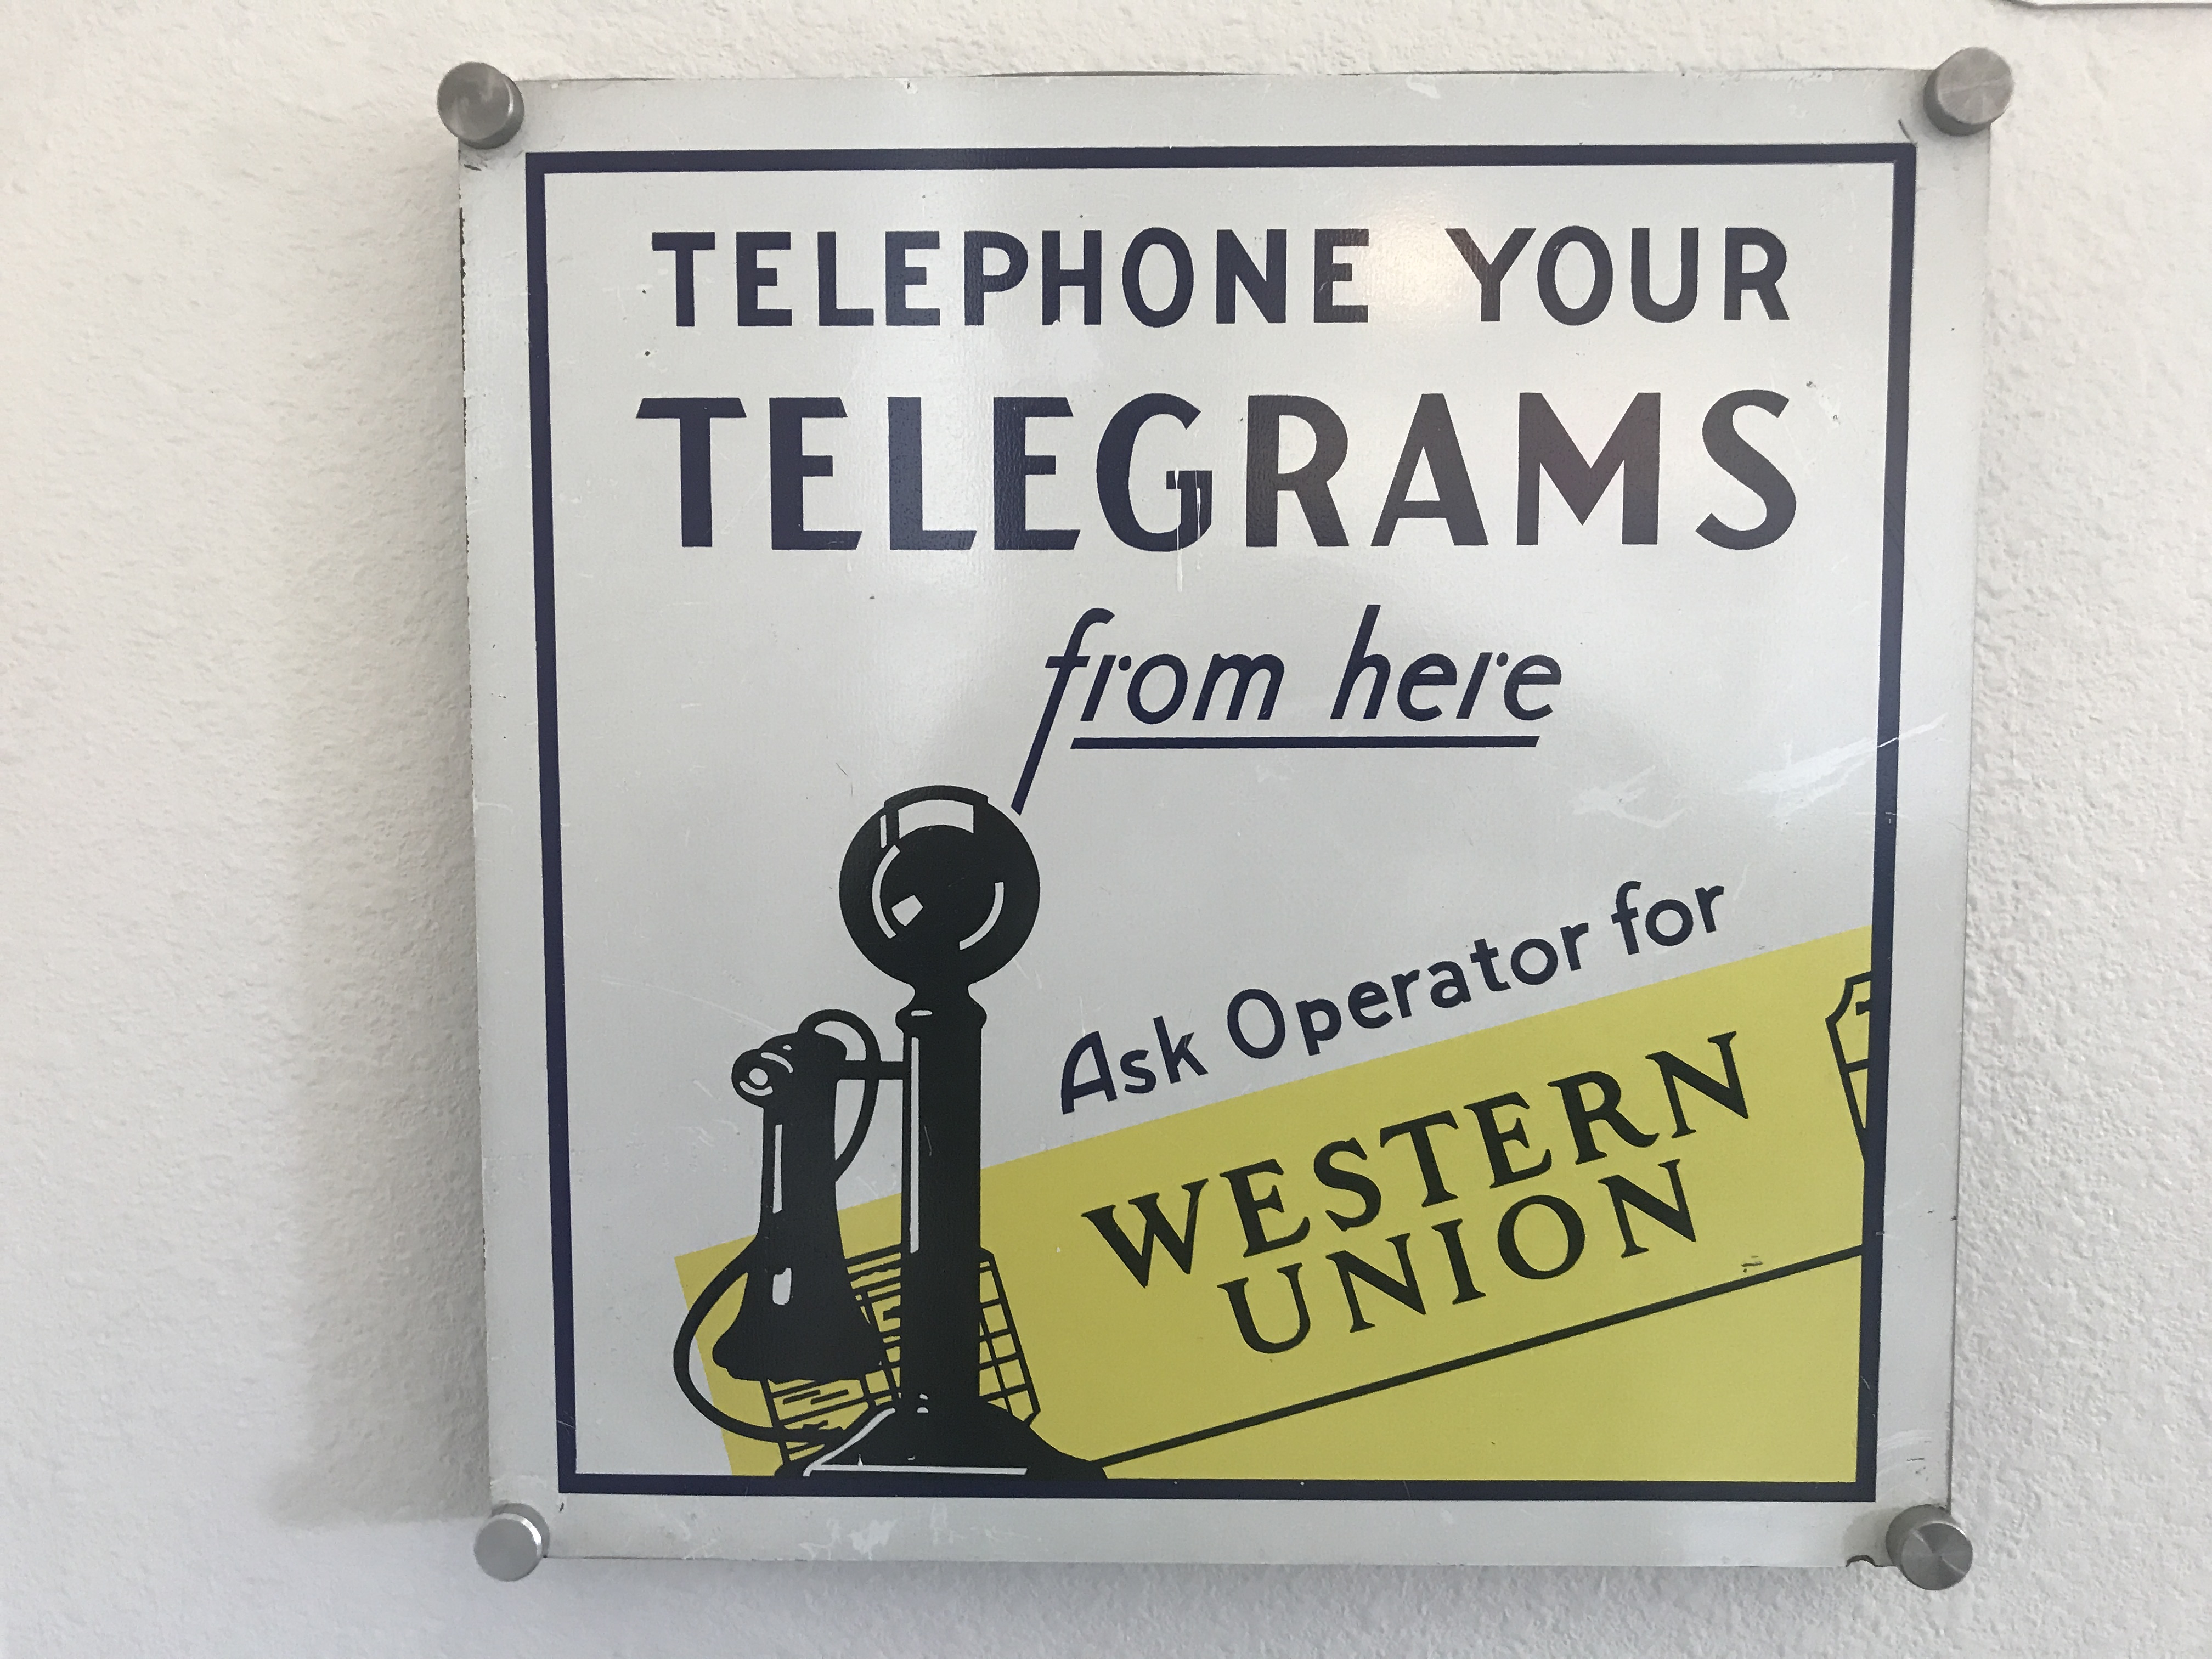 TELEPHONE YOUR
TELEGRAMS
from here
Ask Operator for
WESTERN
UNION